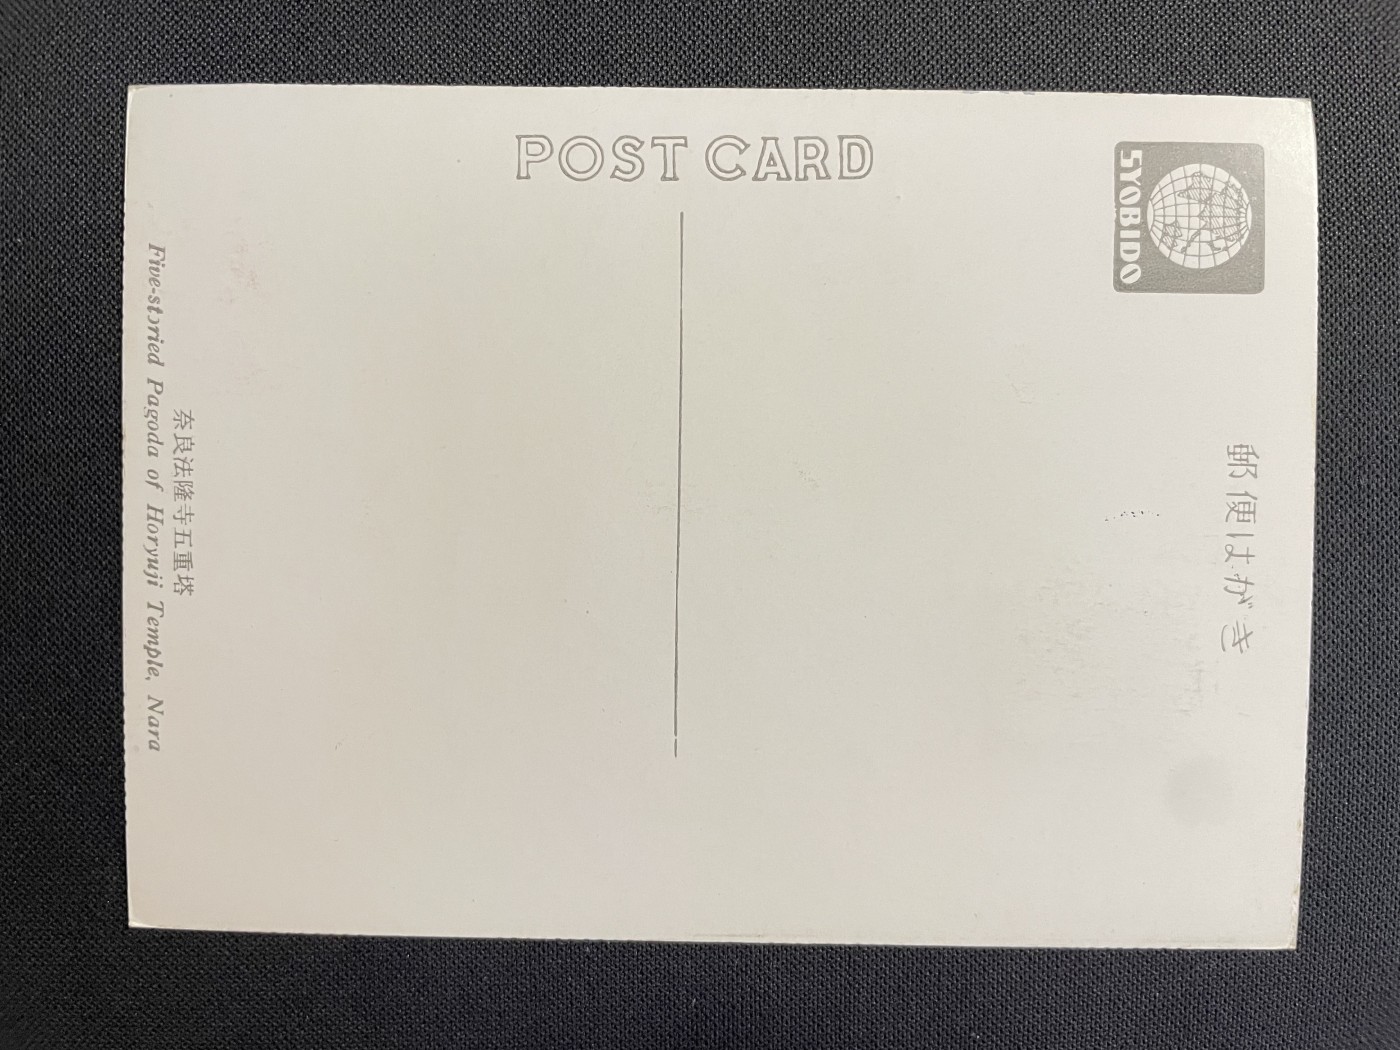 POST CARD
SYOBIDO
郵便はがき
奈良法隆寺五重塔
Five-storied Pagoda of Horyuji Temple, Nara